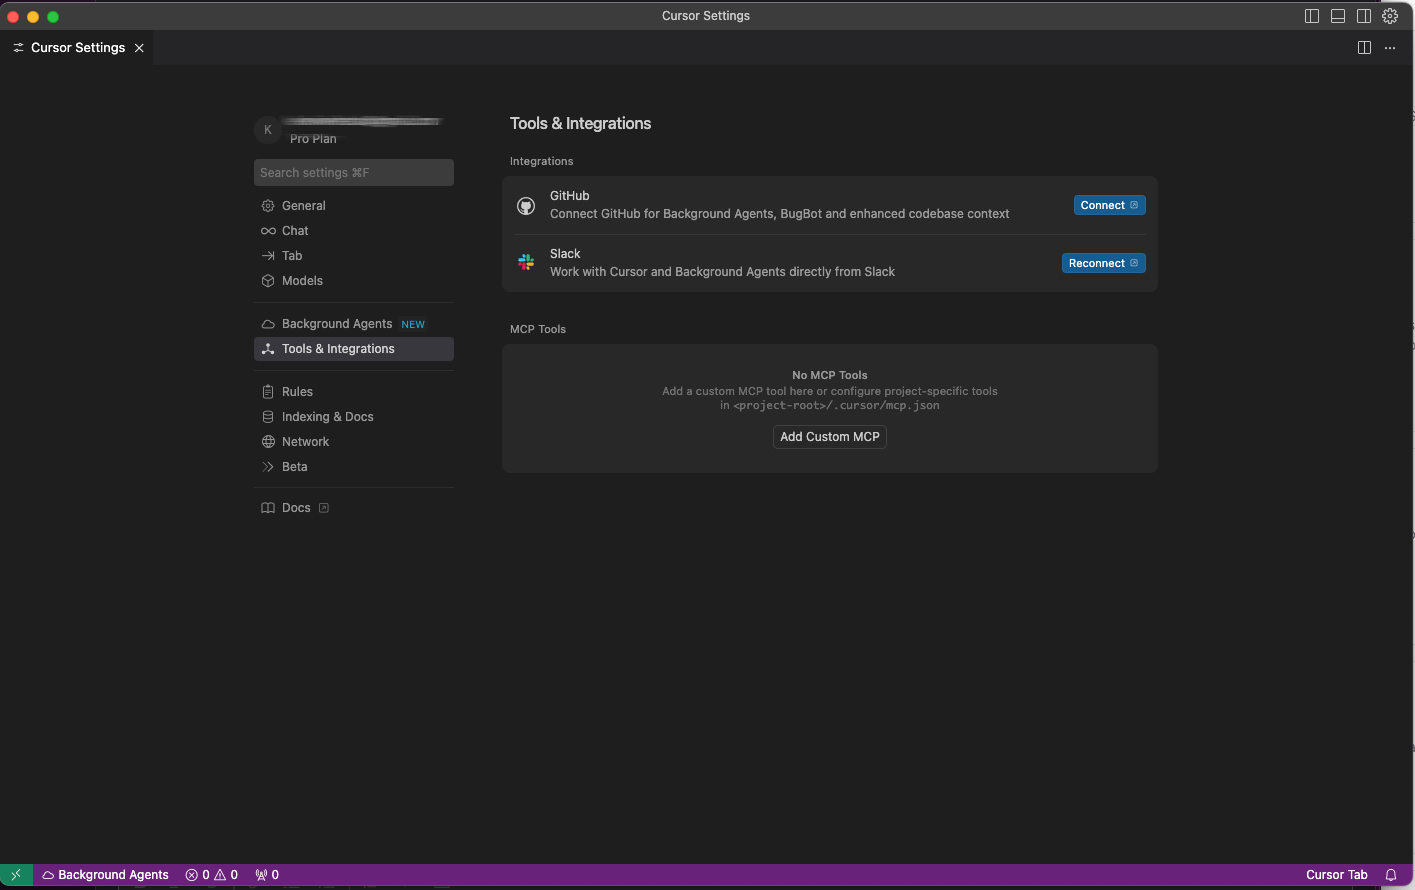 Cursor Settings
Cursor Settings
K
Pro Plan
Search settings ⌘F
General
Chat
Tab
Models
Background Agents NEW
Tools & Integrations
Rules
Indexing & Docs
Network
Beta
Docs
Tools & Integrations
Integrations
GitHub
Connect GitHub for Background Agents, BugBot and enhanced codebase context
Connect
Slack
Work with Cursor and Background Agents directly from Slack
Reconnect
MCP Tools
No MCP Tools
Add a custom MCP tool here or configure project-specific tools
in <project-root>/.cursor/mcp.json
Add Custom MCP
Background Agents 0 0 0 Cursor Tab